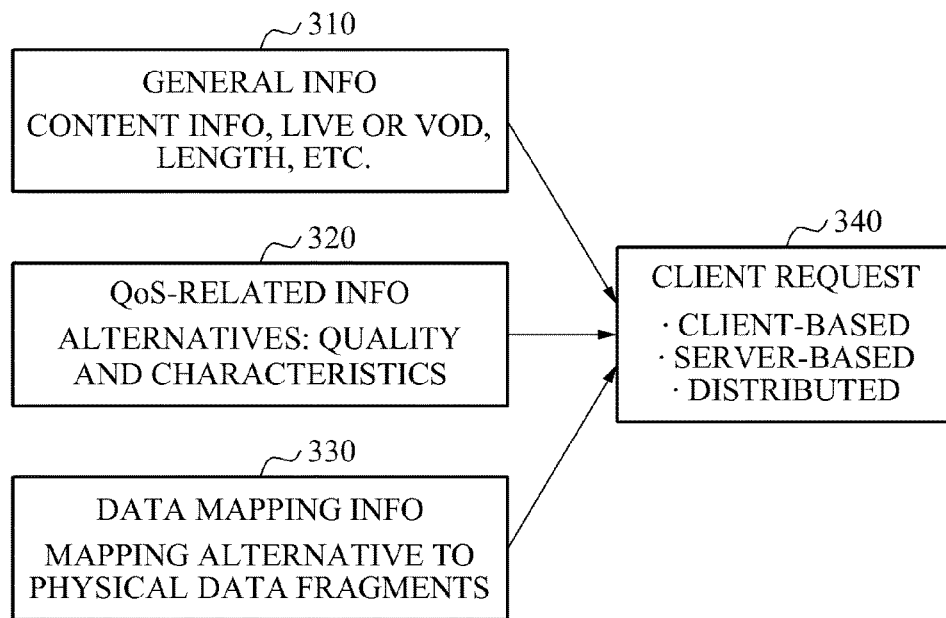 310
GENERAL INFO
CONTENT INFO, LIVE OR VOD,
LENGTH, ETC.
320
QoS-RELATED INFO
ALTERNATIVES: QUALITY
AND CHARACTERISTICS
330
DATA MAPPING INFO
MAPPING ALTERNATIVE TO
PHYSICAL DATA FRAGMENTS
340
CLIENT REQUEST
· CLIENT-BASED
· SERVER-BASED
· DISTRIBUTED